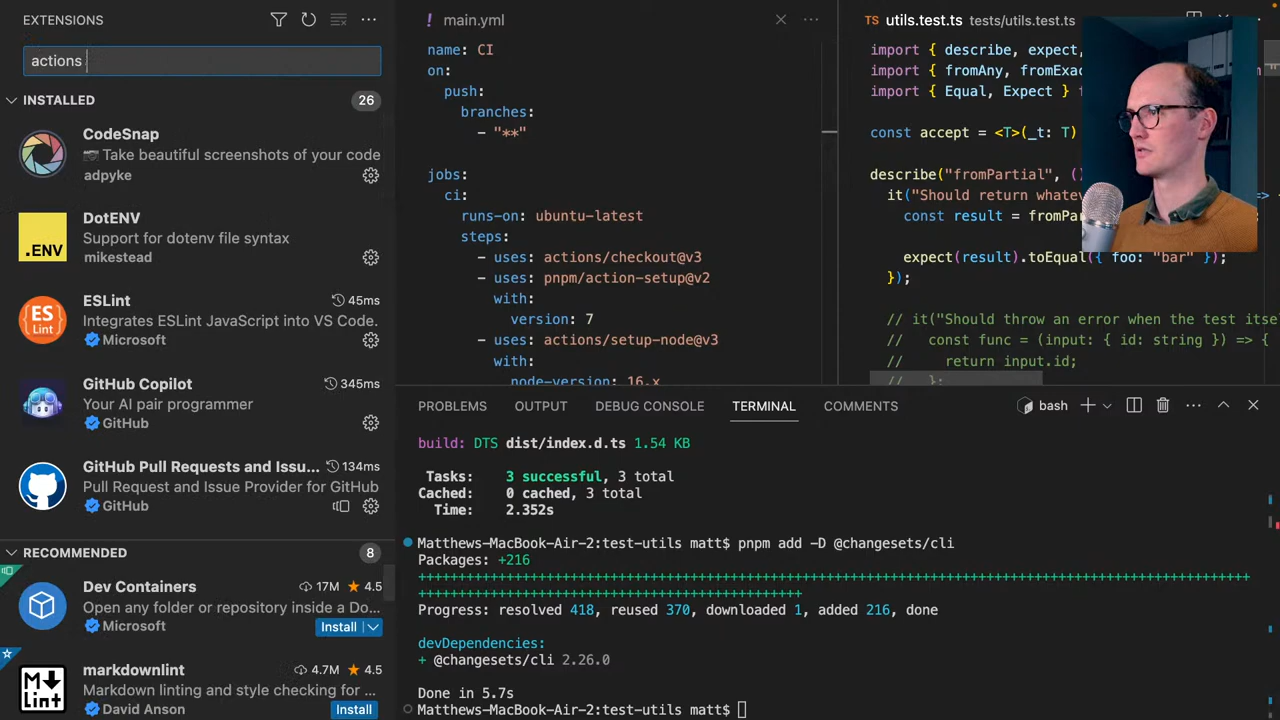 EXTENSIONS
actions
INSTALLED
26
CodeSnap
Take beautiful screenshots of your code
adpyke
DotENV
.ENV
Support for dotenv file syntax
mikestead
ESLint
45ms
ES
Lint
Integrates ESLint JavaScript into VS Code.
Microsoft
GitHub Copilot
345ms
Your AI pair programmer
GitHub
GitHub Pull Requests and Issu...
134ms
Pull Request and Issue Provider for GitHub
GitHub
RECOMMENDED
8
Dev Containers
17M
4.5
Open any folder or repository inside a Do...
Microsoft
Install
markdownlint
4.7M
4.5
M
Lint
Markdown linting and style checking for ...
David Anson
Install
! main.yml
name: CI
on:
push:
branches:
- "**"
jobs:
ci:
runs-on: ubuntu-latest
steps:
- uses: actions/checkout@v3
- uses: pnpm/action-setup@v2
with:
version: 7
- uses: actions/setup-node@v3
with:
node-version: 16.x
TS utils.test.ts tests/utils.test.ts
import { describe, expect,
import { fromAny, fromExac
import { Equal, Expect } f
const accept = <T>(_t: T)
describe("fromPartial", ()
it("Should return whateve
const result = fromPar
expect(result).toEqual({ foo: "bar" });
});
// it("Should throw an error when the test itse
// const func = (input: { id: string }) => {
// return input.id;
// };
PROBLEMS
OUTPUT
DEBUG CONSOLE
TERMINAL
COMMENTS
bash
build: DTS dist/index.d.ts 1.54 KB
Tasks: 3 successful, 3 total
Cached: 0 cached, 3 total
Time: 2.352s
Matthews-MacBook-Air-2:test-utils matt$ pnpm add -D @changesets/cli
Packages: +216
++++++++++++++++++++++++++++++++++++++++++++++++++++++++++++++++++++++++++++++++++++++++++++++++++++
++++++++++++++++++++++++++++++++++++++++++++++
Progress: resolved 418, reused 370, downloaded 1, added 216, done
devDependencies:
+ @changesets/cli 2.26.0
Done in 5.7s
Matthews-MacBook-Air-2:test-utils matt$